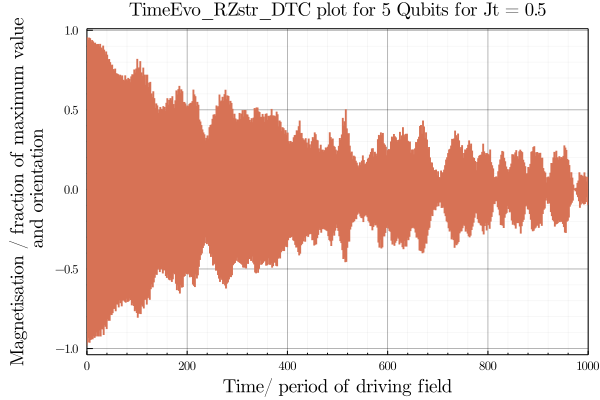 TimeEvo_RZstr_DTC plot for 5 Qubits for Jt = 0.5
Magnetisation / fraction of maximum value
and orientation
1.0
0.5
0.0
−0.5
−1.0
0 200 400 600 800 1000
Time/ period of driving field